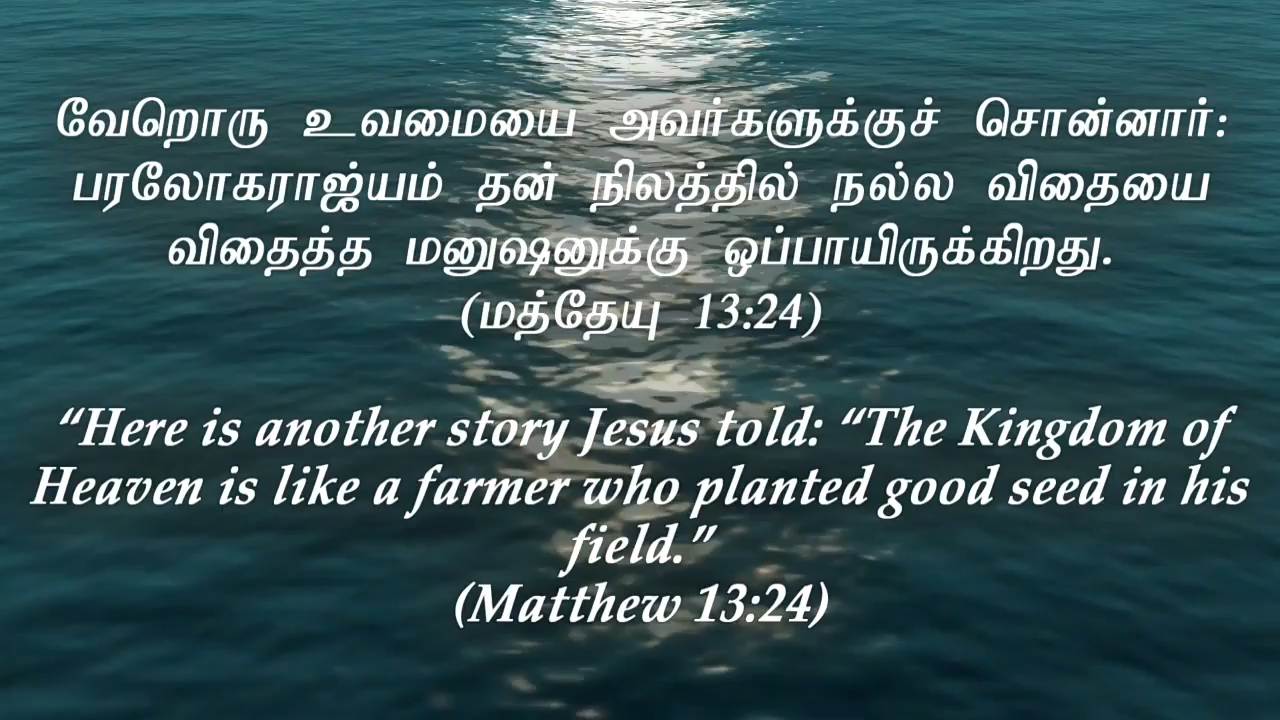 வேறொரு உவமையை அவர்களுக்குச் சொன்னார்:
பரலோகராஜ்யம் தன் நிலத்தில் நல்ல விதையை
விதைத்த மனுஷனுக்கு ஒப்பாயிருக்கிறது.
(மத்தேயு 13:24)
“Here is another story Jesus told: “The Kingdom of
Heaven is like a farmer who planted good seed in his
field.”
(Matthew 13:24)